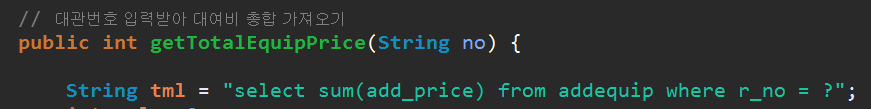 // 대관번호 입력받아 대여비 총합 가져오기
public int getTotalEquipPrice(String no) {
String tml = "select sum(add_price) from addequip where r_no = ?";